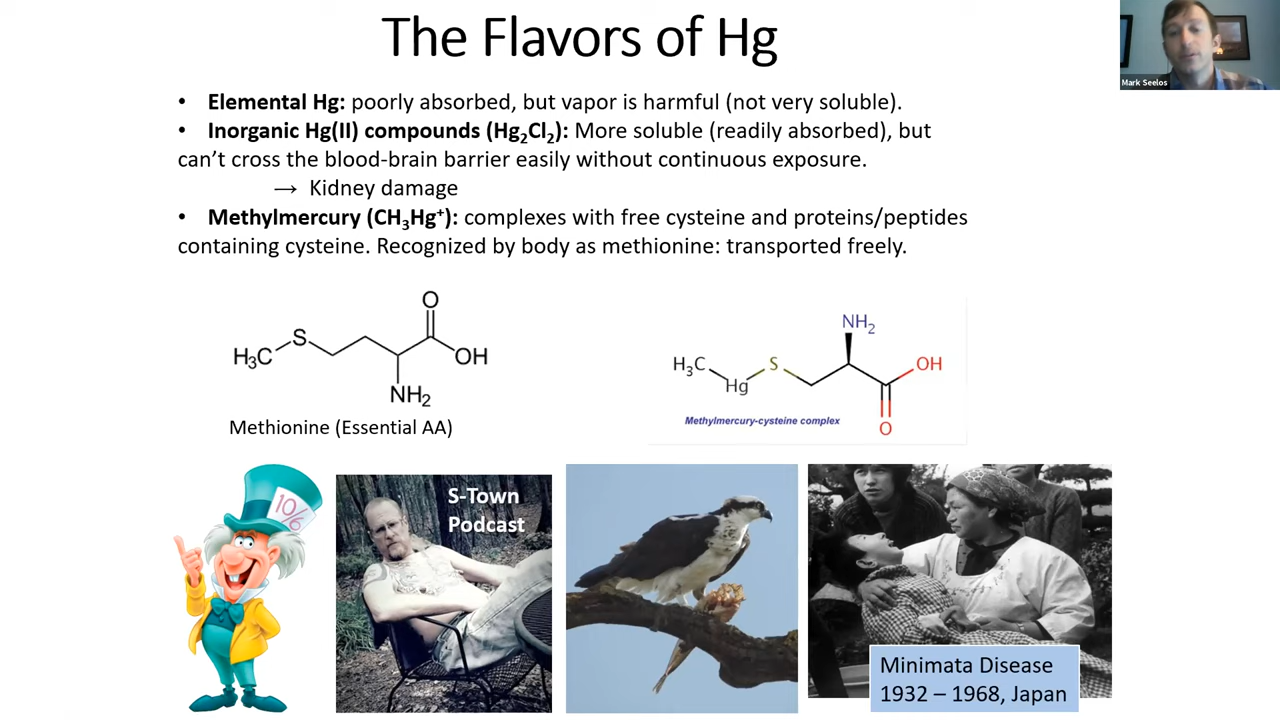 The Flavors of Hg
Mark Seelos
• Elemental Hg: poorly absorbed, but vapor is harmful (not very soluble).
• Inorganic Hg(II) compounds (Hg₂Cl₂): More soluble (readily absorbed), but
can't cross the blood-brain barrier easily without continuous exposure.
→ Kidney damage
• Methylmercury (CH₃Hg⁺): complexes with free cysteine and proteins/peptides
containing cysteine. Recognized by body as methionine: transported freely.
O
S
H₃C
OH
NH₂
Methionine (Essential AA)
NH₂
H₃C
S
OH
Hg
Methylmercury-cysteine complex
O
10/6
S-Town
Podcast
Minimata Disease
1932 – 1968, Japan